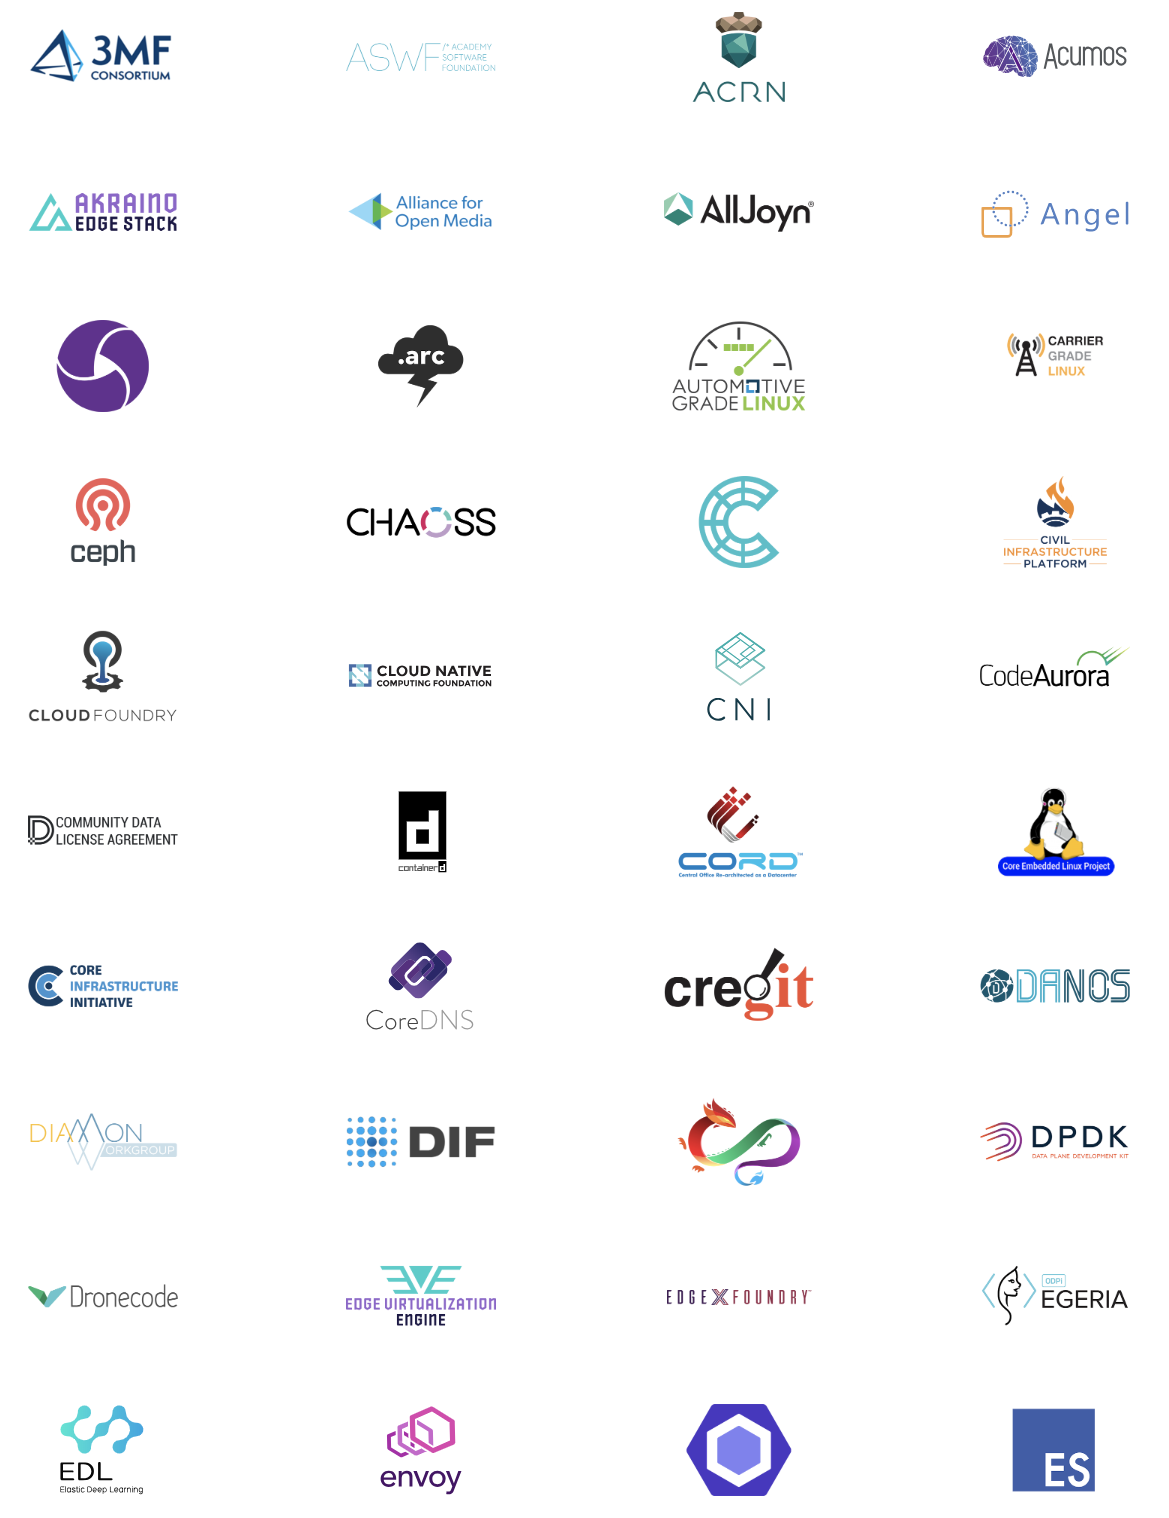 3MF
CONSORTIUM
ASWF
/* ACADEMY
SOFTWARE
FOUNDATION
ACRN
Acumos
AKRAINO
EDGE STACK
Alliance for
Open Media
AllJoyn®
Angel
.arc
AUTOMOTIVE
GRADE LINUX
CARRIER
GRADE
LINUX
ceph
CHAOSS
C
CIVIL
INFRASTRUCTURE
PLATFORM
CLOUD FOUNDRY
CLOUD NATIVE
COMPUTING FOUNDATION
CNI
CodeAurora
D COMMUNITY DATA
LICENSE AGREEMENT
d
containerd
CORD™
Central Office Re-architected as a Datacenter
Core Embedded Linux Project
CORE
INFRASTRUCTURE
INITIATIVE
CoreDNS
cregit
D DANOS
DIAMON
WORKGROUP
DIF
DPDK
DATA PLANE DEVELOPMENT KIT
Dronecode
EVE
EDGE VIRTUALIZATION
ENGINE
EDGE X FOUNDRY™
ODPi
EGERIA
EDL
Elastic Deep Learning
envoy
ES